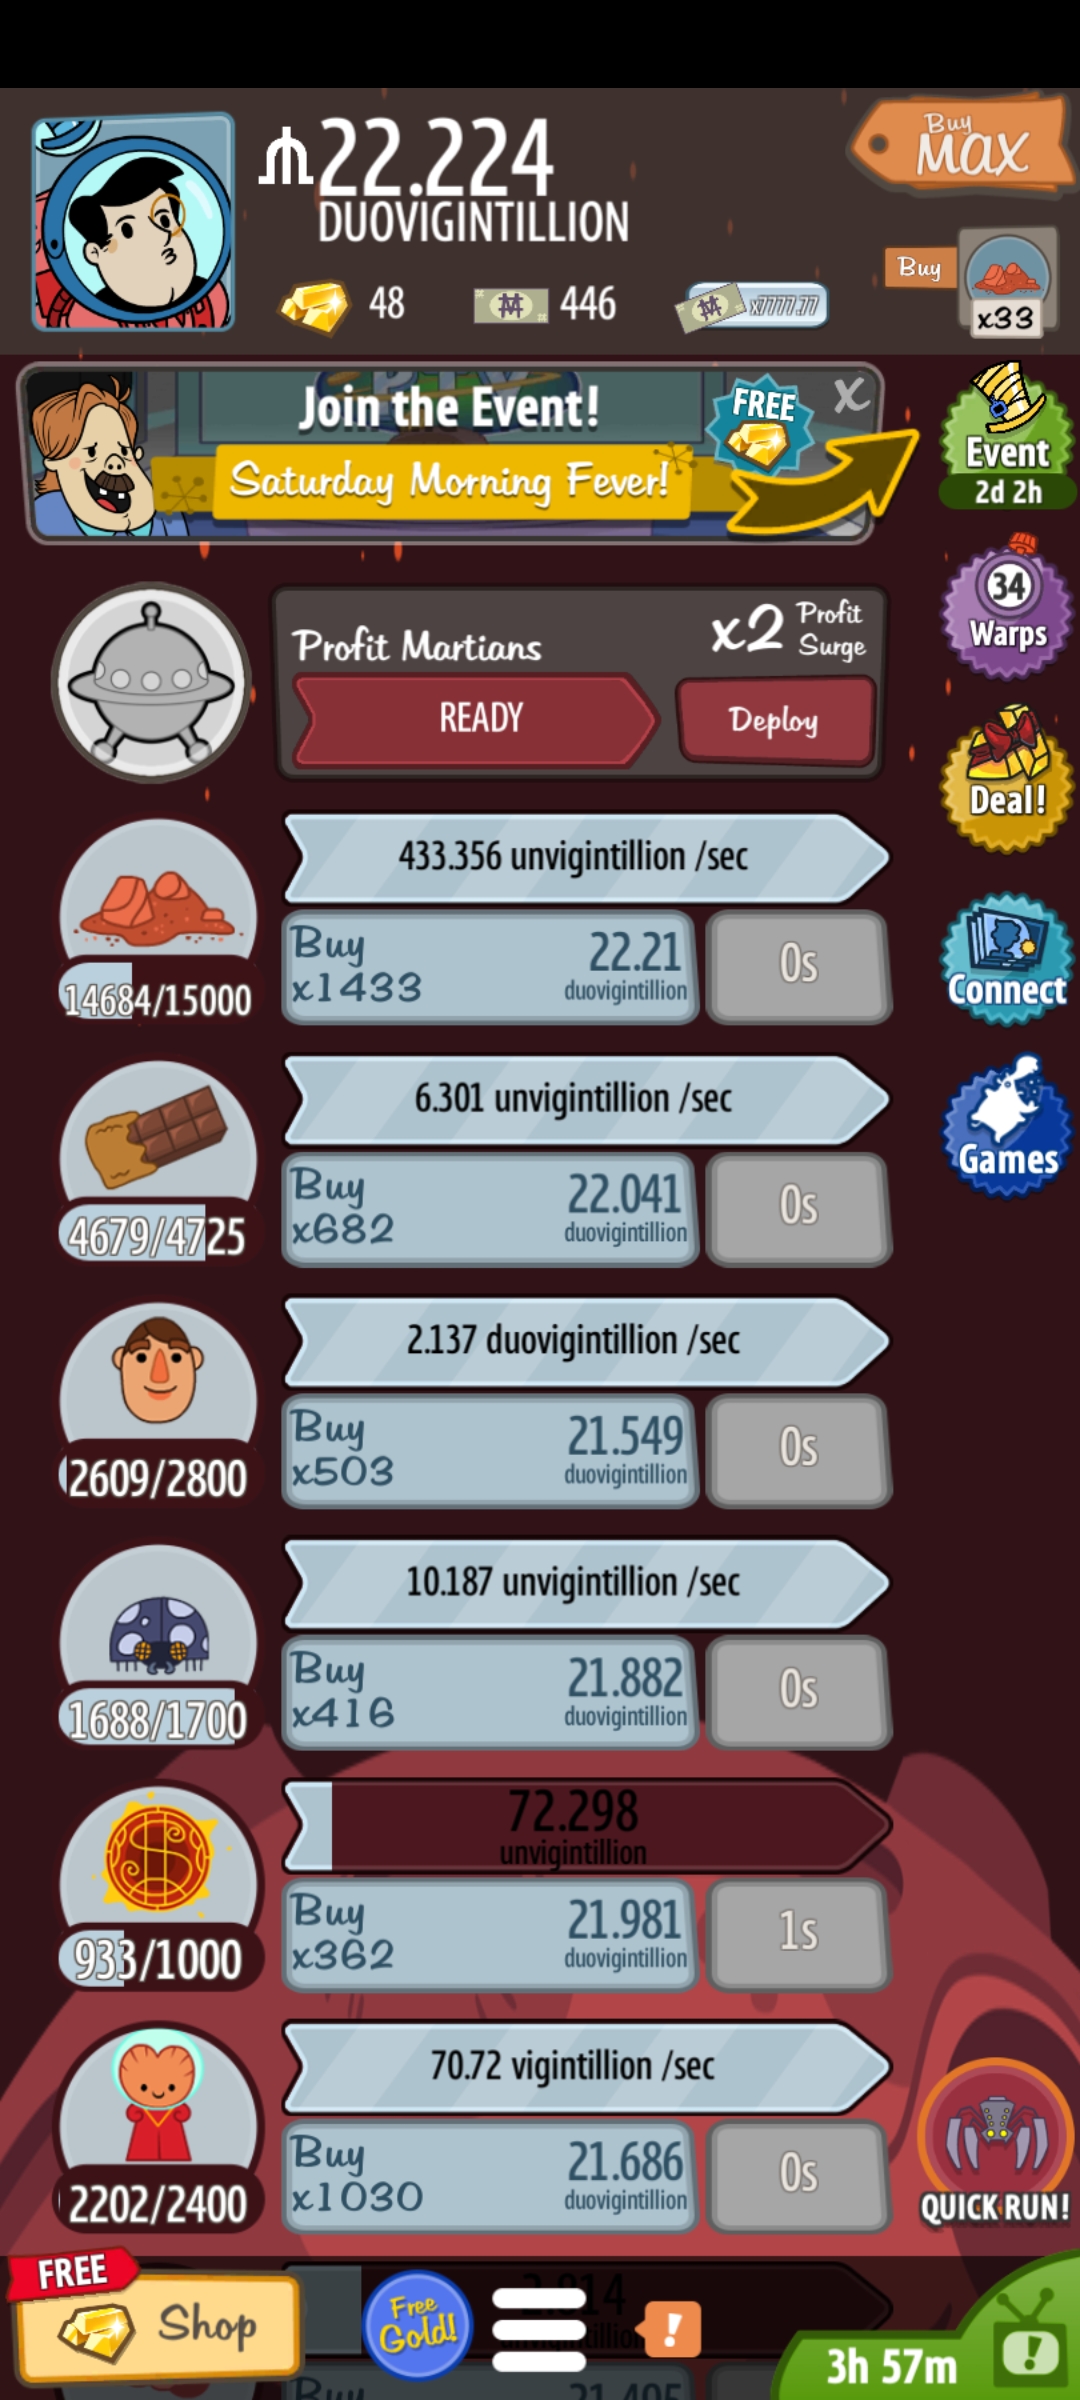 22.224
DUOVIGINTILLION
Buy
MAX
48
446
x7777.77
Buy
x33
Join the Event!
FREE
X
Saturday Morning Fever!
Event
2d 2h
34
Warps
Profit Martians
x2 Profit Surge
READY
Deploy
Deal!
433.356 unvigintillion /sec
14684/15000
Buy
x1433
22.21
duovigintillion
0s
Connect
6.301 unvigintillion /sec
4679/4725
Buy
x682
22.041
duovigintillion
0s
Games
2.137 duovigintillion /sec
2609/2800
Buy
x503
21.549
duovigintillion
0s
10.187 unvigintillion /sec
1688/1700
Buy
x416
21.882
duovigintillion
0s
72.298
unvigintillion
933/1000
Buy
x362
21.981
duovigintillion
1s
70.72 vigintillion /sec
2202/2400
Buy
x1030
21.686
duovigintillion
0s
QUICK RUN!
FREE
Shop
Free
Gold!
!
3h 57m
!
Buy